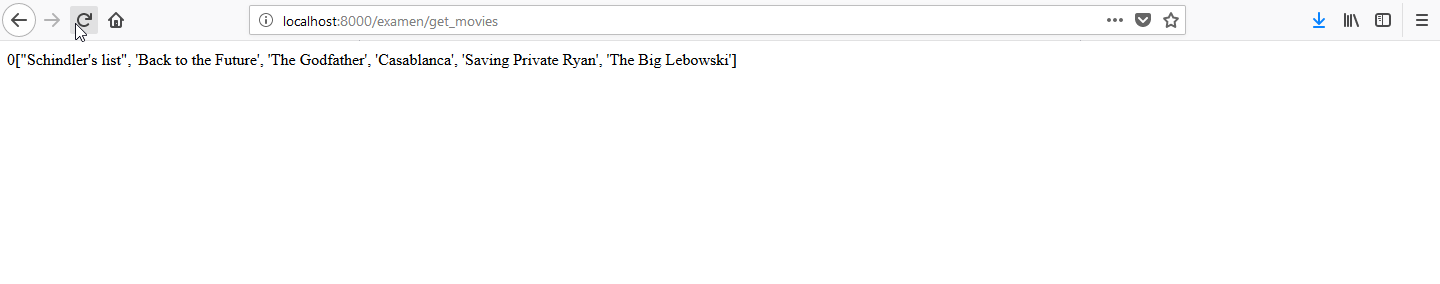 localhost:8000/examen/get_movies
0["Schindler's list", 'Back to the Future', 'The Godfather', 'Casablanca', 'Saving Private Ryan', 'The Big Lebowski']